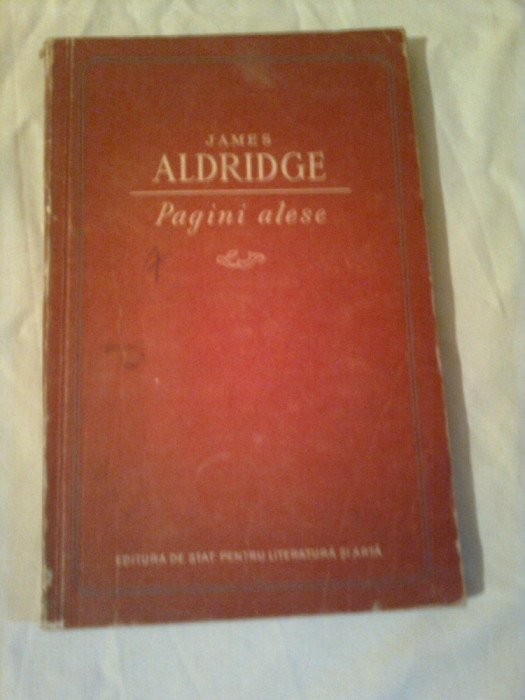 JAMES
ALDRIDGE
Pagini alese
EDITURA DE STAT PENTRU LITERATURĂ ȘI ARTĂ